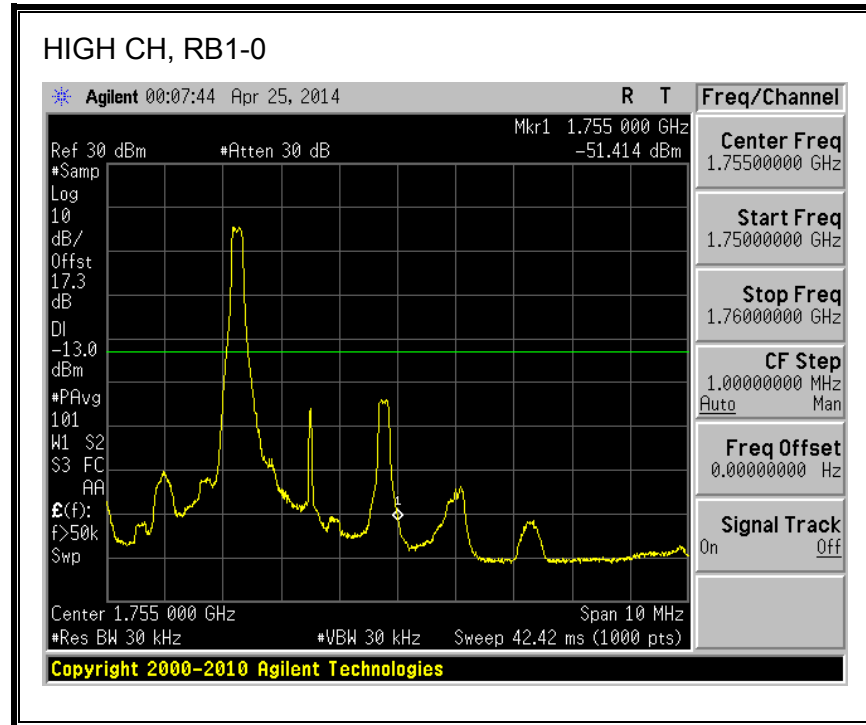 HIGH CH, RB1-0
Agilent 00:07:44 Apr 25, 2014 R T
Mkr1 1.755 000 GHz
Ref 30 dBm #Atten 30 dB -51.414 dBm
#Samp
Log
10
dB/
Offst
17.3
dB
DI
-13.0
dBm
#PAvg
101
W1 S2
S3 FC
AA
£(f):
f>50k
Swp
1
Center 1.755 000 GHz Span 10 MHz
#Res BW 30 kHz #VBW 30 kHz Sweep 42.42 ms (1000 pts)
Freq/Channel
Center Freq
1.75500000 GHz
Start Freq
1.75000000 GHz
Stop Freq
1.76000000 GHz
CF Step
1.00000000 MHz
Auto Man
Freq Offset
0.00000000 Hz
Signal Track
On Off
Copyright 2000-2010 Agilent Technologies